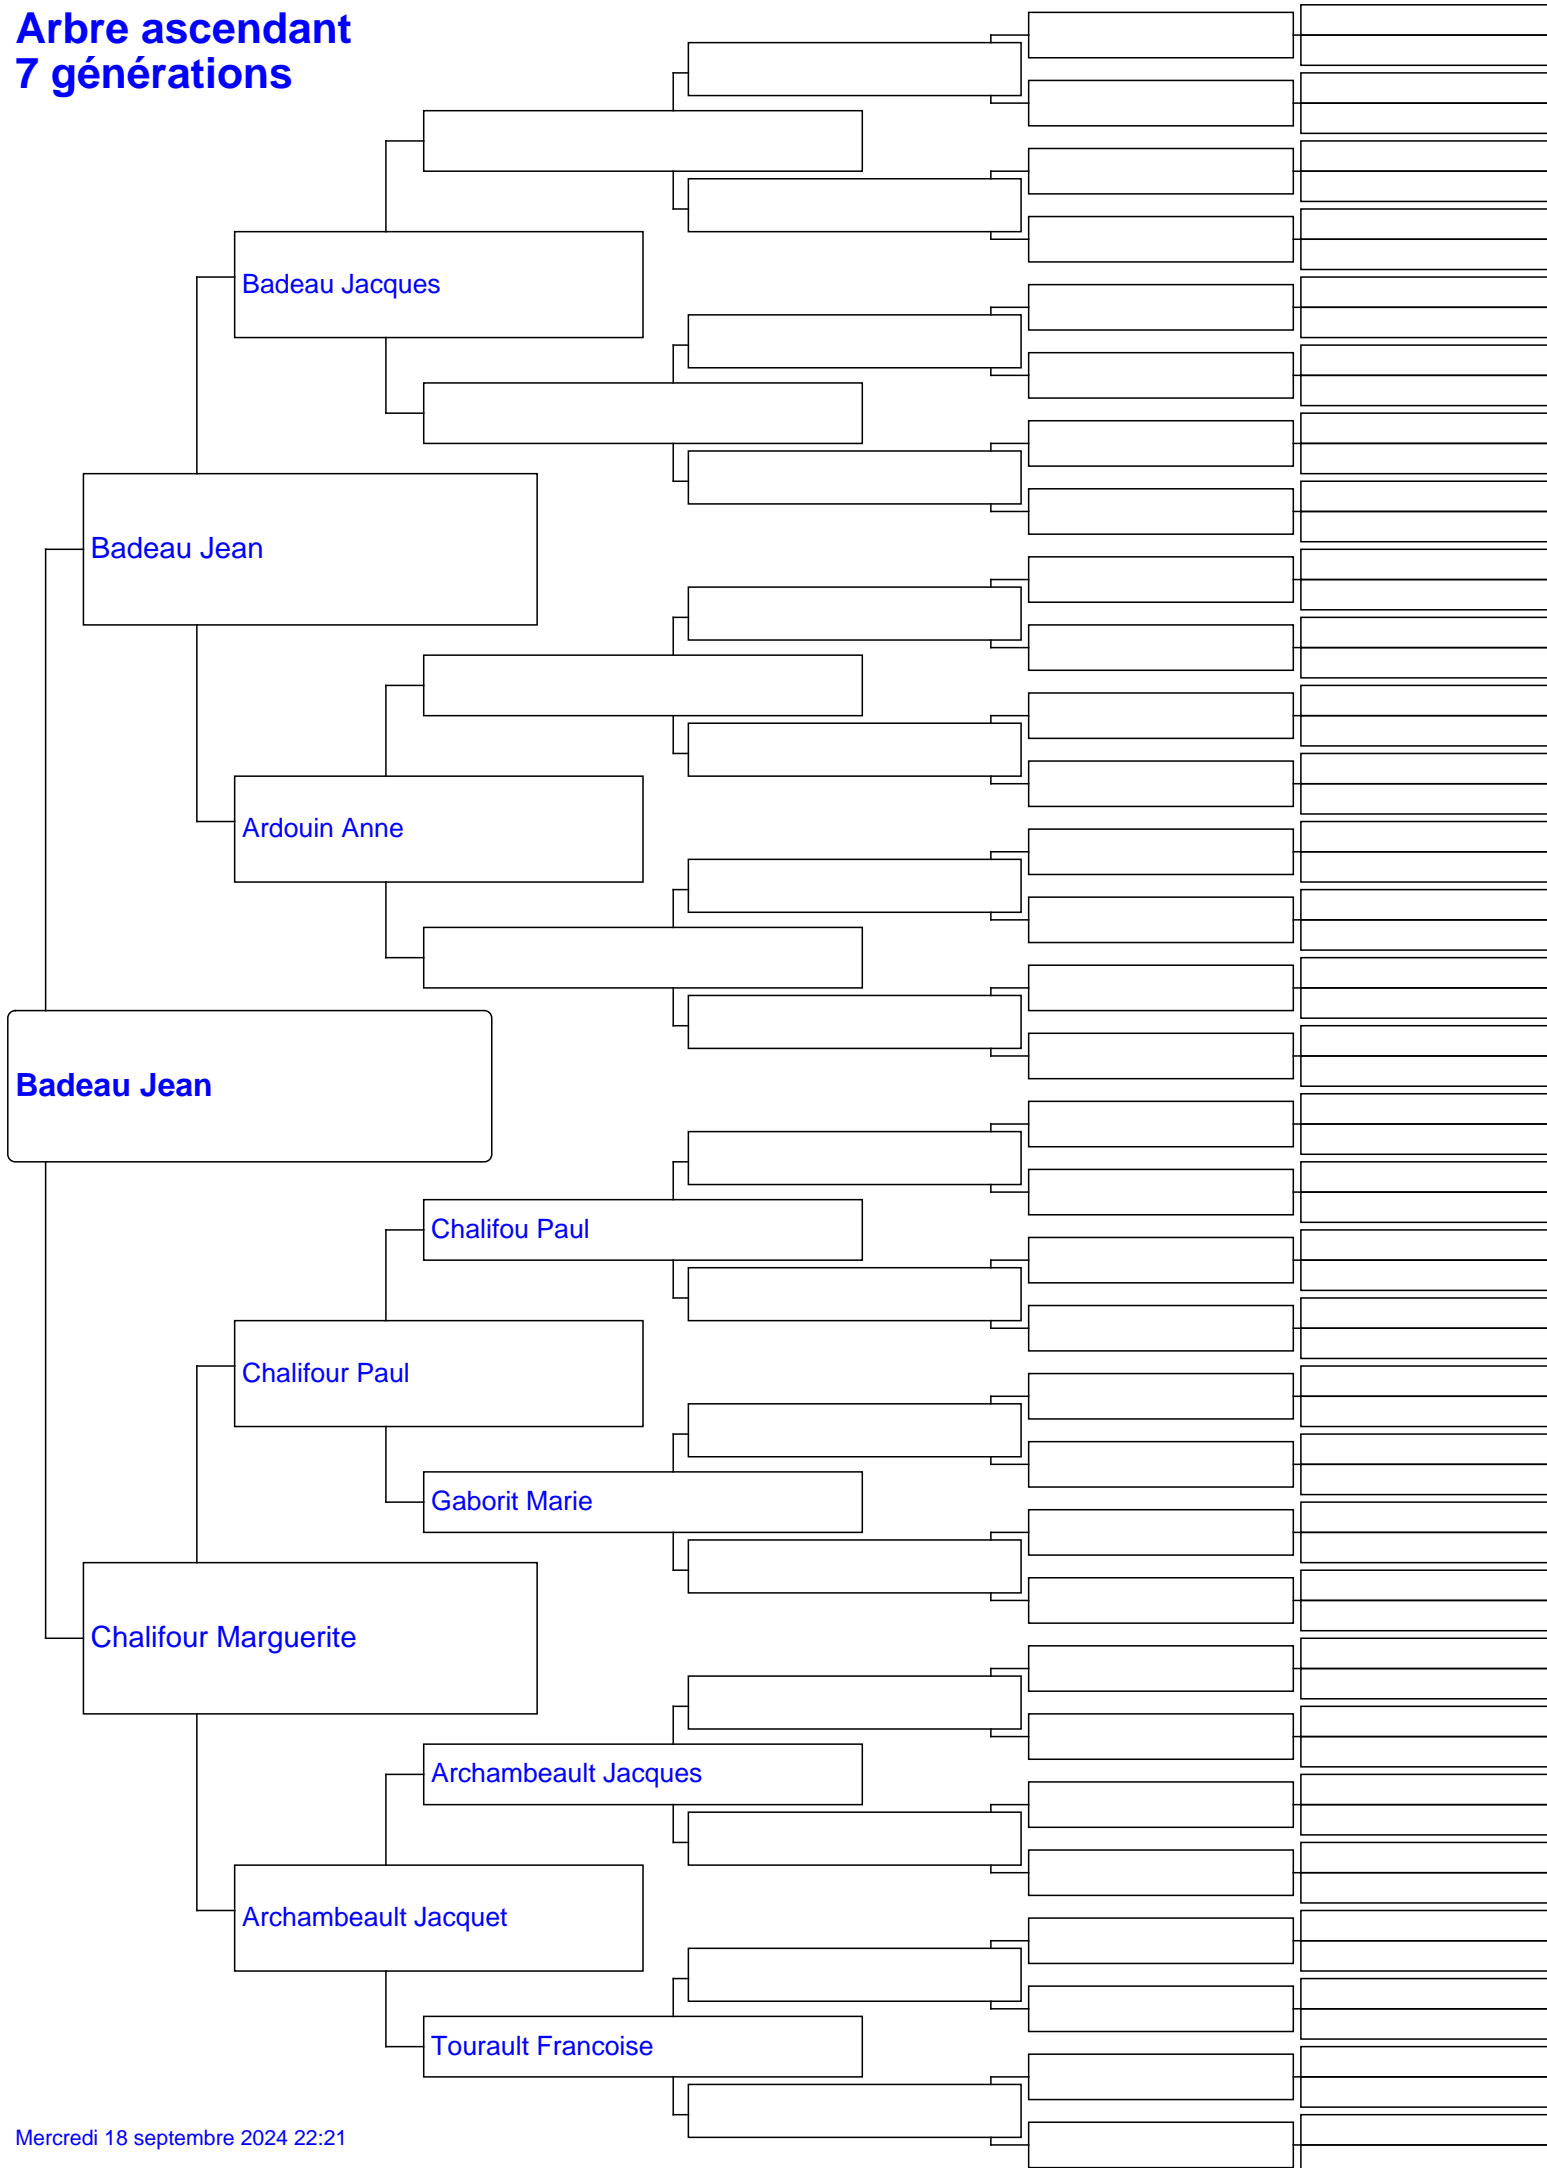 Arbre ascendant
7 générations
Badeau Jacques
Badeau Jean
Ardouin Anne
Badeau Jean
Chalifou Paul
Chalifour Paul
Gaborit Marie
Chalifour Marguerite
Archambeault Jacques
Archambeault Jacquet
Tourault Francoise
Mercredi 18 septembre 2024 22:21